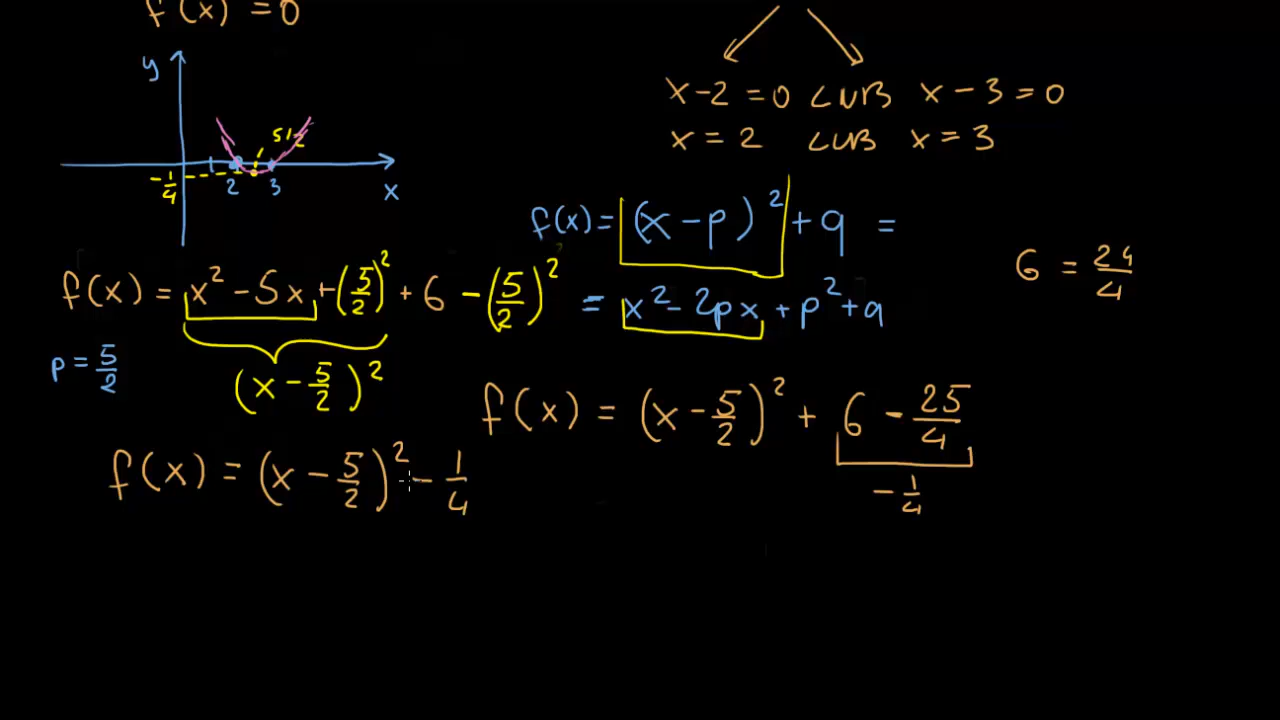 f(x) = 0
x - 2 = 0 LUB x - 3 = 0
x = 2 LUB x = 3
y
5/2
-1/4
2 3
x
f(x) = (x - p)² + q =
6 = 24/4
f(x) = x² - 5x + (5/2)² + 6 - (5/2)² = x² - 2px + p² + q
p = 5/2
(x - 5/2)²
f(x) = (x - 5/2)² + 6 - 25/4
-1/4
f(x) = (x - 5/2)² - 1/4